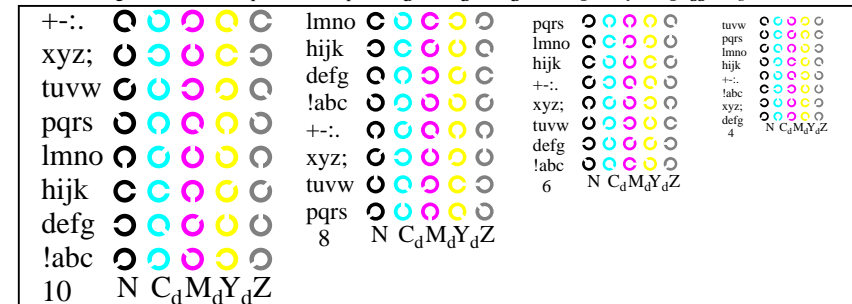 +-:.
xyz;
tuvw
pqrs
lmno
hijk
defg
!abc
10 N CdMdYdZ
lmno
hijk
defg
!abc
+-:.
xyz;
tuvw
pqrs
8 N CdMdYdZ
pqrs
lmno
hijk
+-:.
xyz;
tuvw
defg
!abc
6 N CdMdYdZ
tuvw
pqrs
lmno
hijk
+-:.
!abc
xyz;
defg
4 N CdMdYdZ